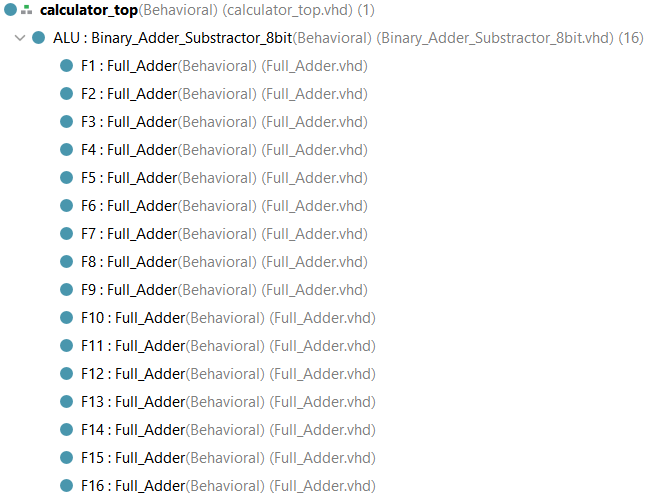 calculator_top(Behavioral) (calculator_top.vhd) (1)
ALU : Binary_Adder_Substractor_8bit(Behavioral) (Binary_Adder_Substractor_8bit.vhd) (16)
F1 : Full_Adder(Behavioral) (Full_Adder.vhd)
F2 : Full_Adder(Behavioral) (Full_Adder.vhd)
F3 : Full_Adder(Behavioral) (Full_Adder.vhd)
F4 : Full_Adder(Behavioral) (Full_Adder.vhd)
F5 : Full_Adder(Behavioral) (Full_Adder.vhd)
F6 : Full_Adder(Behavioral) (Full_Adder.vhd)
F7 : Full_Adder(Behavioral) (Full_Adder.vhd)
F8 : Full_Adder(Behavioral) (Full_Adder.vhd)
F9 : Full_Adder(Behavioral) (Full_Adder.vhd)
F10 : Full_Adder(Behavioral) (Full_Adder.vhd)
F11 : Full_Adder(Behavioral) (Full_Adder.vhd)
F12 : Full_Adder(Behavioral) (Full_Adder.vhd)
F13 : Full_Adder(Behavioral) (Full_Adder.vhd)
F14 : Full_Adder(Behavioral) (Full_Adder.vhd)
F15 : Full_Adder(Behavioral) (Full_Adder.vhd)
F16 : Full_Adder(Behavioral) (Full_Adder.vhd)